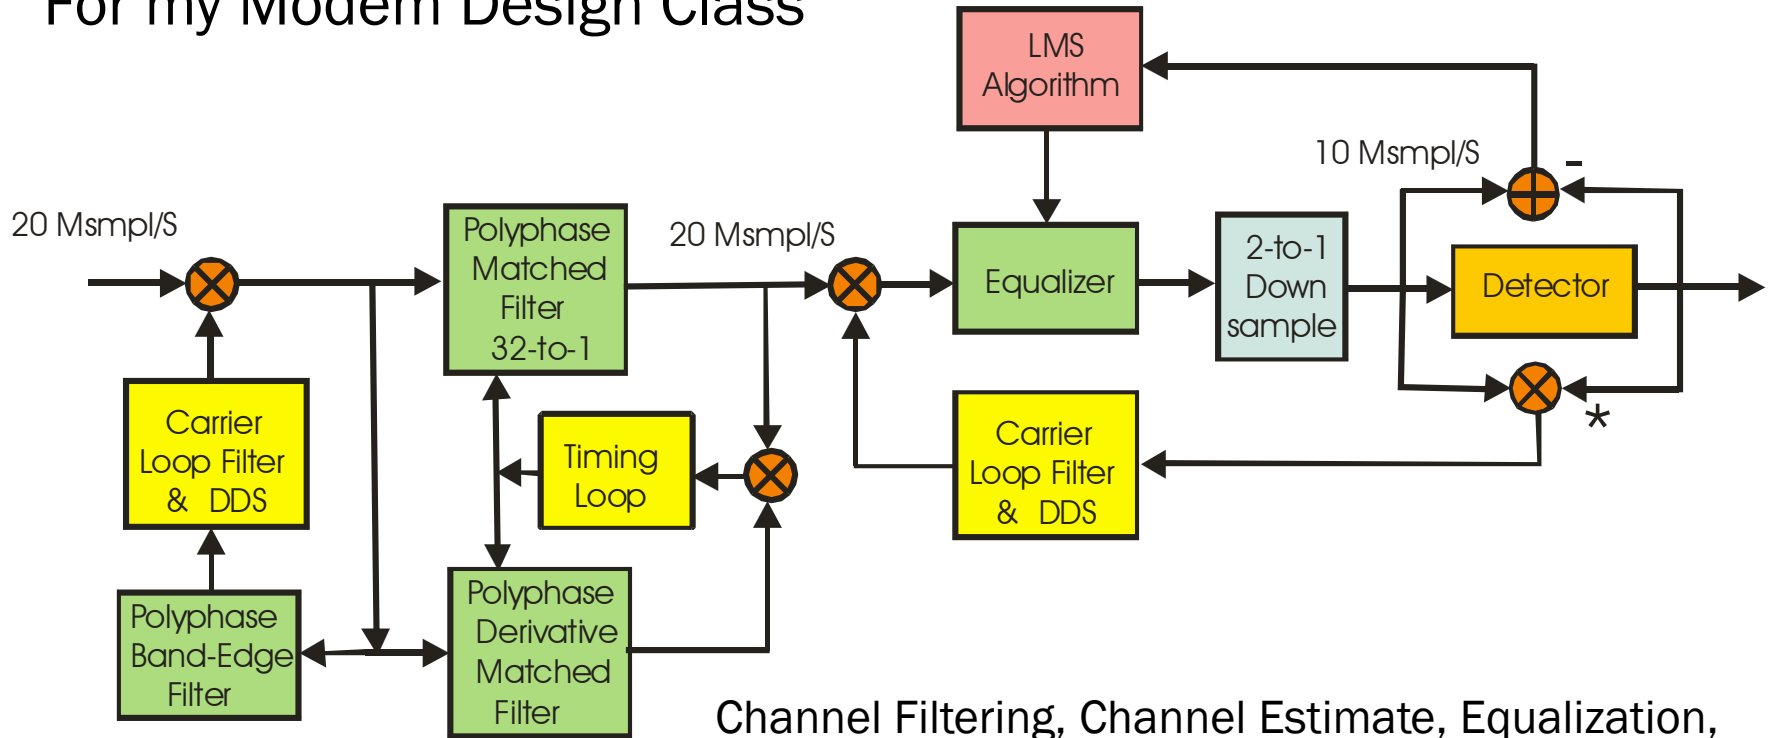 For my Modem Design Class
LMS
Algorithm
10 Msmpl/S
-
20 Msmpl/S
Polyphase
Matched
Filter
32-to-1
20 Msmpl/S
Equalizer
2-to-1
Down
sample
Detector
*
Carrier
Loop Filter
& DDS
Timing
Loop
Carrier
Loop Filter
& DDS
Polyphase
Band-Edge
Filter
Polyphase
Derivative
Matched
Filter
Channel Filtering, Channel Estimate, Equalization,